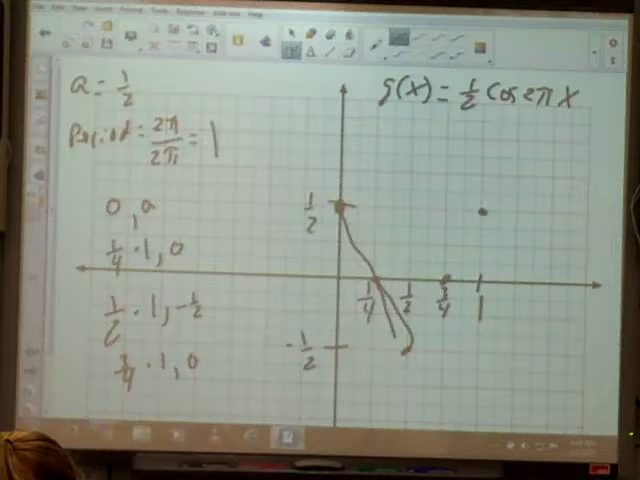 a = 1/2
g(x) = 1/2 cos 2πx
Period = 2π/2π = 1
0, a
1/4 · 1, 0
1/2 · 1, -1/2
3/4 · 1, 0
1/2
1/4 1/2 3/4 1
-1/2